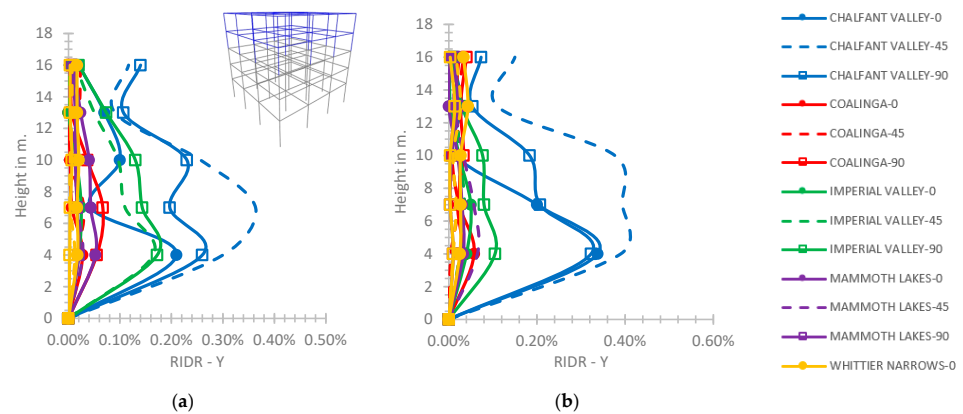 18
16
14
12
10
8
6
4
2
0
Height in m.
0.00%
0.10%
0.20%
0.30%
0.40%
0.50%
RIDR - Y
(a)
18
16
14
12
10
8
6
4
2
0
Height in m.
0.00%
0.20%
0.40%
0.60%
RIDR - Y
(b)
CHALFANT VALLEY-0
CHALFANT VALLEY-45
CHALFANT VALLEY-90
COALINGA-0
COALINGA-45
COALINGA-90
IMPERIAL VALLEY-0
IMPERIAL VALLEY-45
IMPERIAL VALLEY-90
MAMMOTH LAKES-0
MAMMOTH LAKES-45
MAMMOTH LAKES-90
WHITTIER NARROWS-0